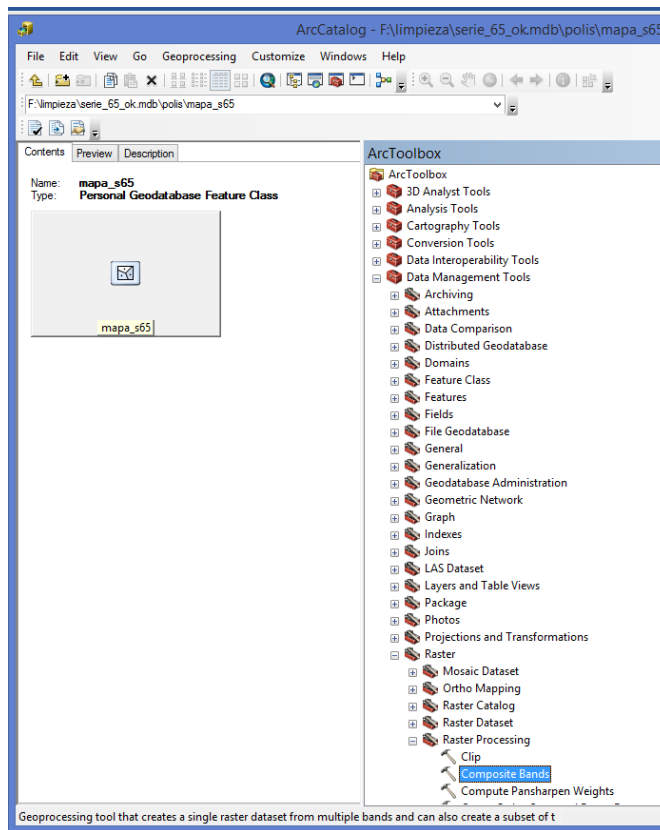 ArcCatalog - F:\limpieza\serie_65_ok.mdb\polis\mapa_s65
File Edit View Go Geoprocessing Customize Windows Help
F:\limpieza\serie_65_ok.mdb\polis\mapa_s65
Contents Preview Description
Name: mapa_s65
Type: Personal Geodatabase Feature Class
mapa_s65
ArcToolbox
ArcToolbox
3D Analyst Tools
Analysis Tools
Cartography Tools
Conversion Tools
Data Interoperability Tools
Data Management Tools
Archiving
Attachments
Data Comparison
Distributed Geodatabase
Domains
Feature Class
Features
Fields
File Geodatabase
General
Generalization
Geodatabase Administration
Geometric Network
Graph
Indexes
Joins
LAS Dataset
Layers and Table Views
Package
Photos
Projections and Transformations
Raster
Mosaic Dataset
Ortho Mapping
Raster Catalog
Raster Dataset
Raster Processing
Clip
Composite Bands
Compute Pansharpen Weights
Geoprocessing tool that creates a single raster dataset from multiple bands and can also create a subset of t